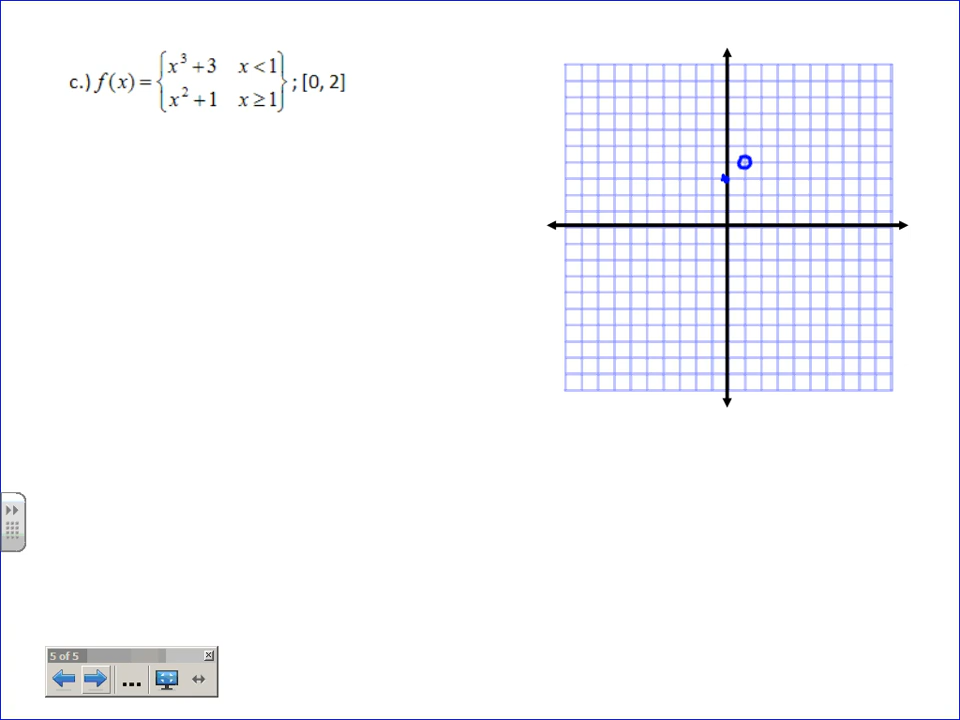 c.) f(x) = { x³ + 3   x < 1
x² + 1   x ≥ 1 } ; [0, 2]
5 of 5
...